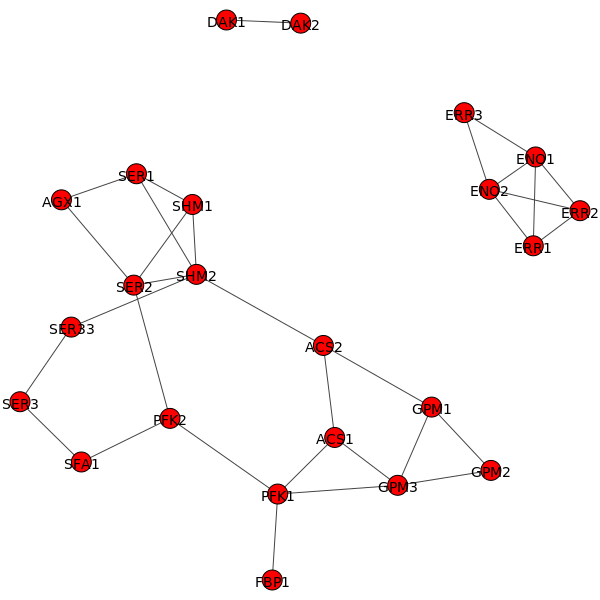 DAK1
DAK2
ERR3
ENO1
SER1
ENO2
AGX1
SHM1
ERR2
ERR1
SHM2
SER2
SER33
ACS2
SER3
GPM1
PFK2
ACS1
SFA1
GPM2
GPM3
PFK1
FBP1